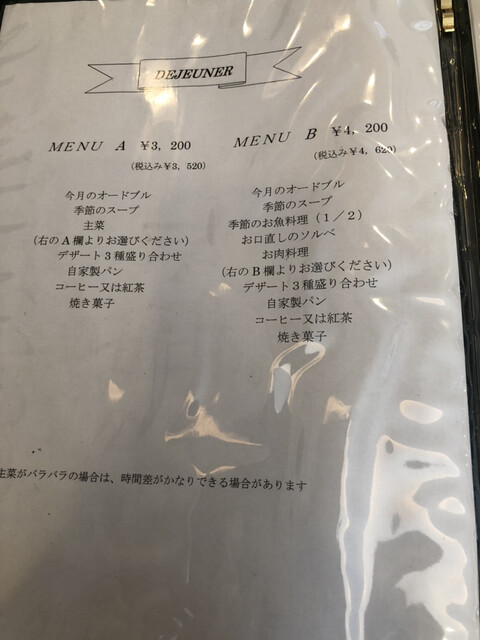 DEJEUNER
MENU A ¥3, 200
(税込み¥3, 520)
今月のオードブル
季節のスープ
主菜
(右のA欄よりお選びください)
デザート3種盛り合わせ
自家製パン
コーヒー又は紅茶
焼き菓子
MENU B ¥4, 200
(税込み¥4, 620)
今月のオードブル
季節のスープ
季節のお魚料理(1/2)
お口直しのソルベ
お肉料理
(右のB欄よりお選びください)
デザート3種盛り合わせ
自家製パン
コーヒー又は紅茶
焼き菓子
主菜がバラバラの場合は、時間差がかなりできる場合があります